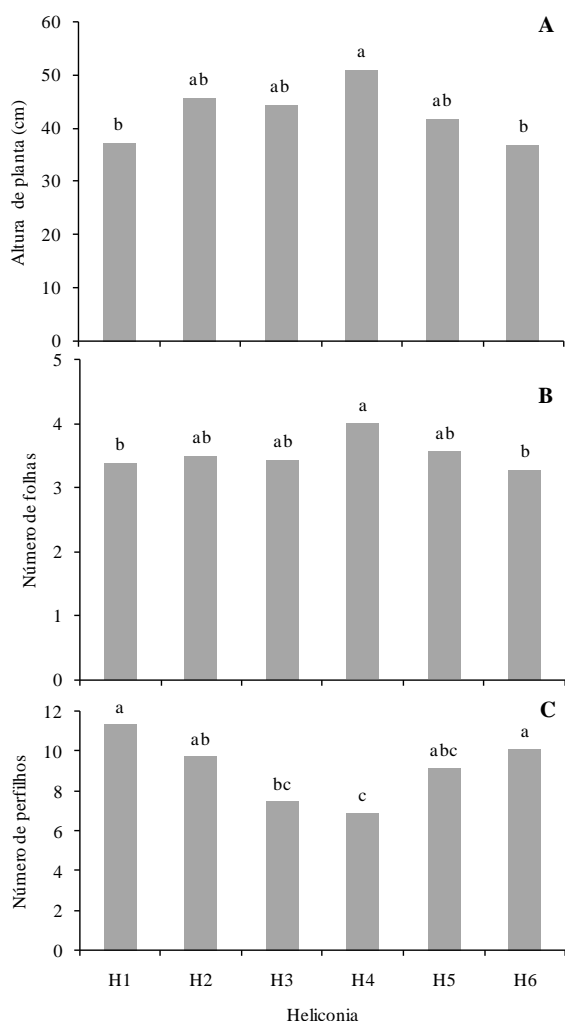 A
Altura de planta (cm)
60
50
40
30
20
10
0
b
ab
ab
a
ab
b
B
Número de folhas
5
4
3
2
1
0
b
ab
ab
a
ab
b
C
Número de perfilhos
12
10
8
6
4
2
0
a
ab
bc
c
abc
a
H1 H2 H3 H4 H5 H6
Heliconia